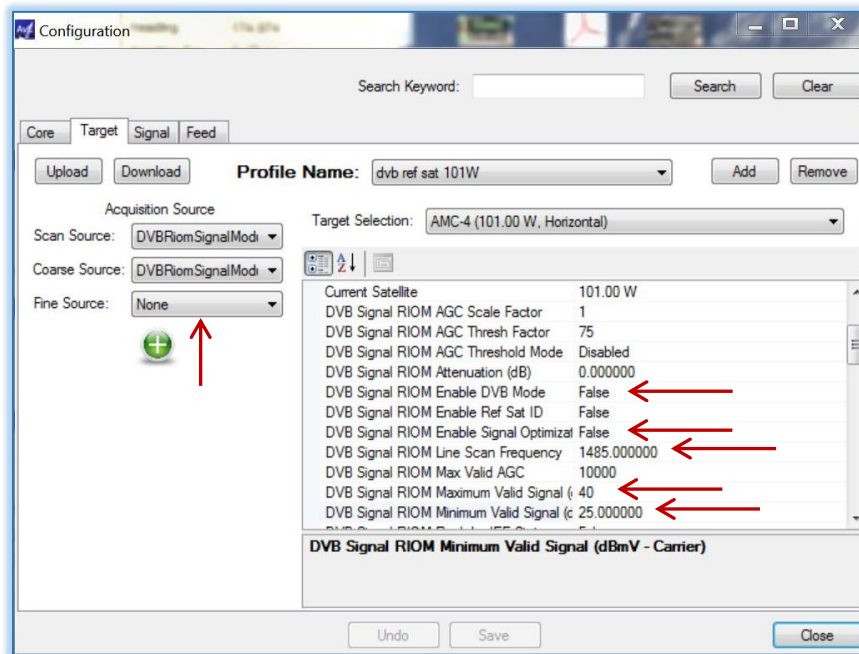 Configuration
Search Keyword: Search Clear
Core Target Signal Feed
Upload Download Profile Name: dvb ref sat 101W Add Remove
Acquisition Source
Target Selection: AMC-4 (101.00 W, Horizontal)
Scan Source: DVBRiomSignalMod
Coarse Source: DVBRiomSignalMod
Fine Source: None
Current Satellite 101.00 W
DVB Signal RIOM AGC Scale Factor 1
DVB Signal RIOM AGC Thresh Factor 75
DVB Signal RIOM AGC Threshold Mode Disabled
DVB Signal RIOM Attenuation (dB) 0.000000
DVB Signal RIOM Enable DVB Mode False
DVB Signal RIOM Enable Ref Sat ID False
DVB Signal RIOM Enable Signal Optimizat False
DVB Signal RIOM Line Scan Frequency 1485.000000
DVB Signal RIOM Max Valid AGC 10000
DVB Signal RIOM Maximum Valid Signal ( 40
DVB Signal RIOM Minimum Valid Signal (c 25.000000
DVB Signal RIOM Minimum Valid Signal (dBmV - Carrier)
Undo Save Close